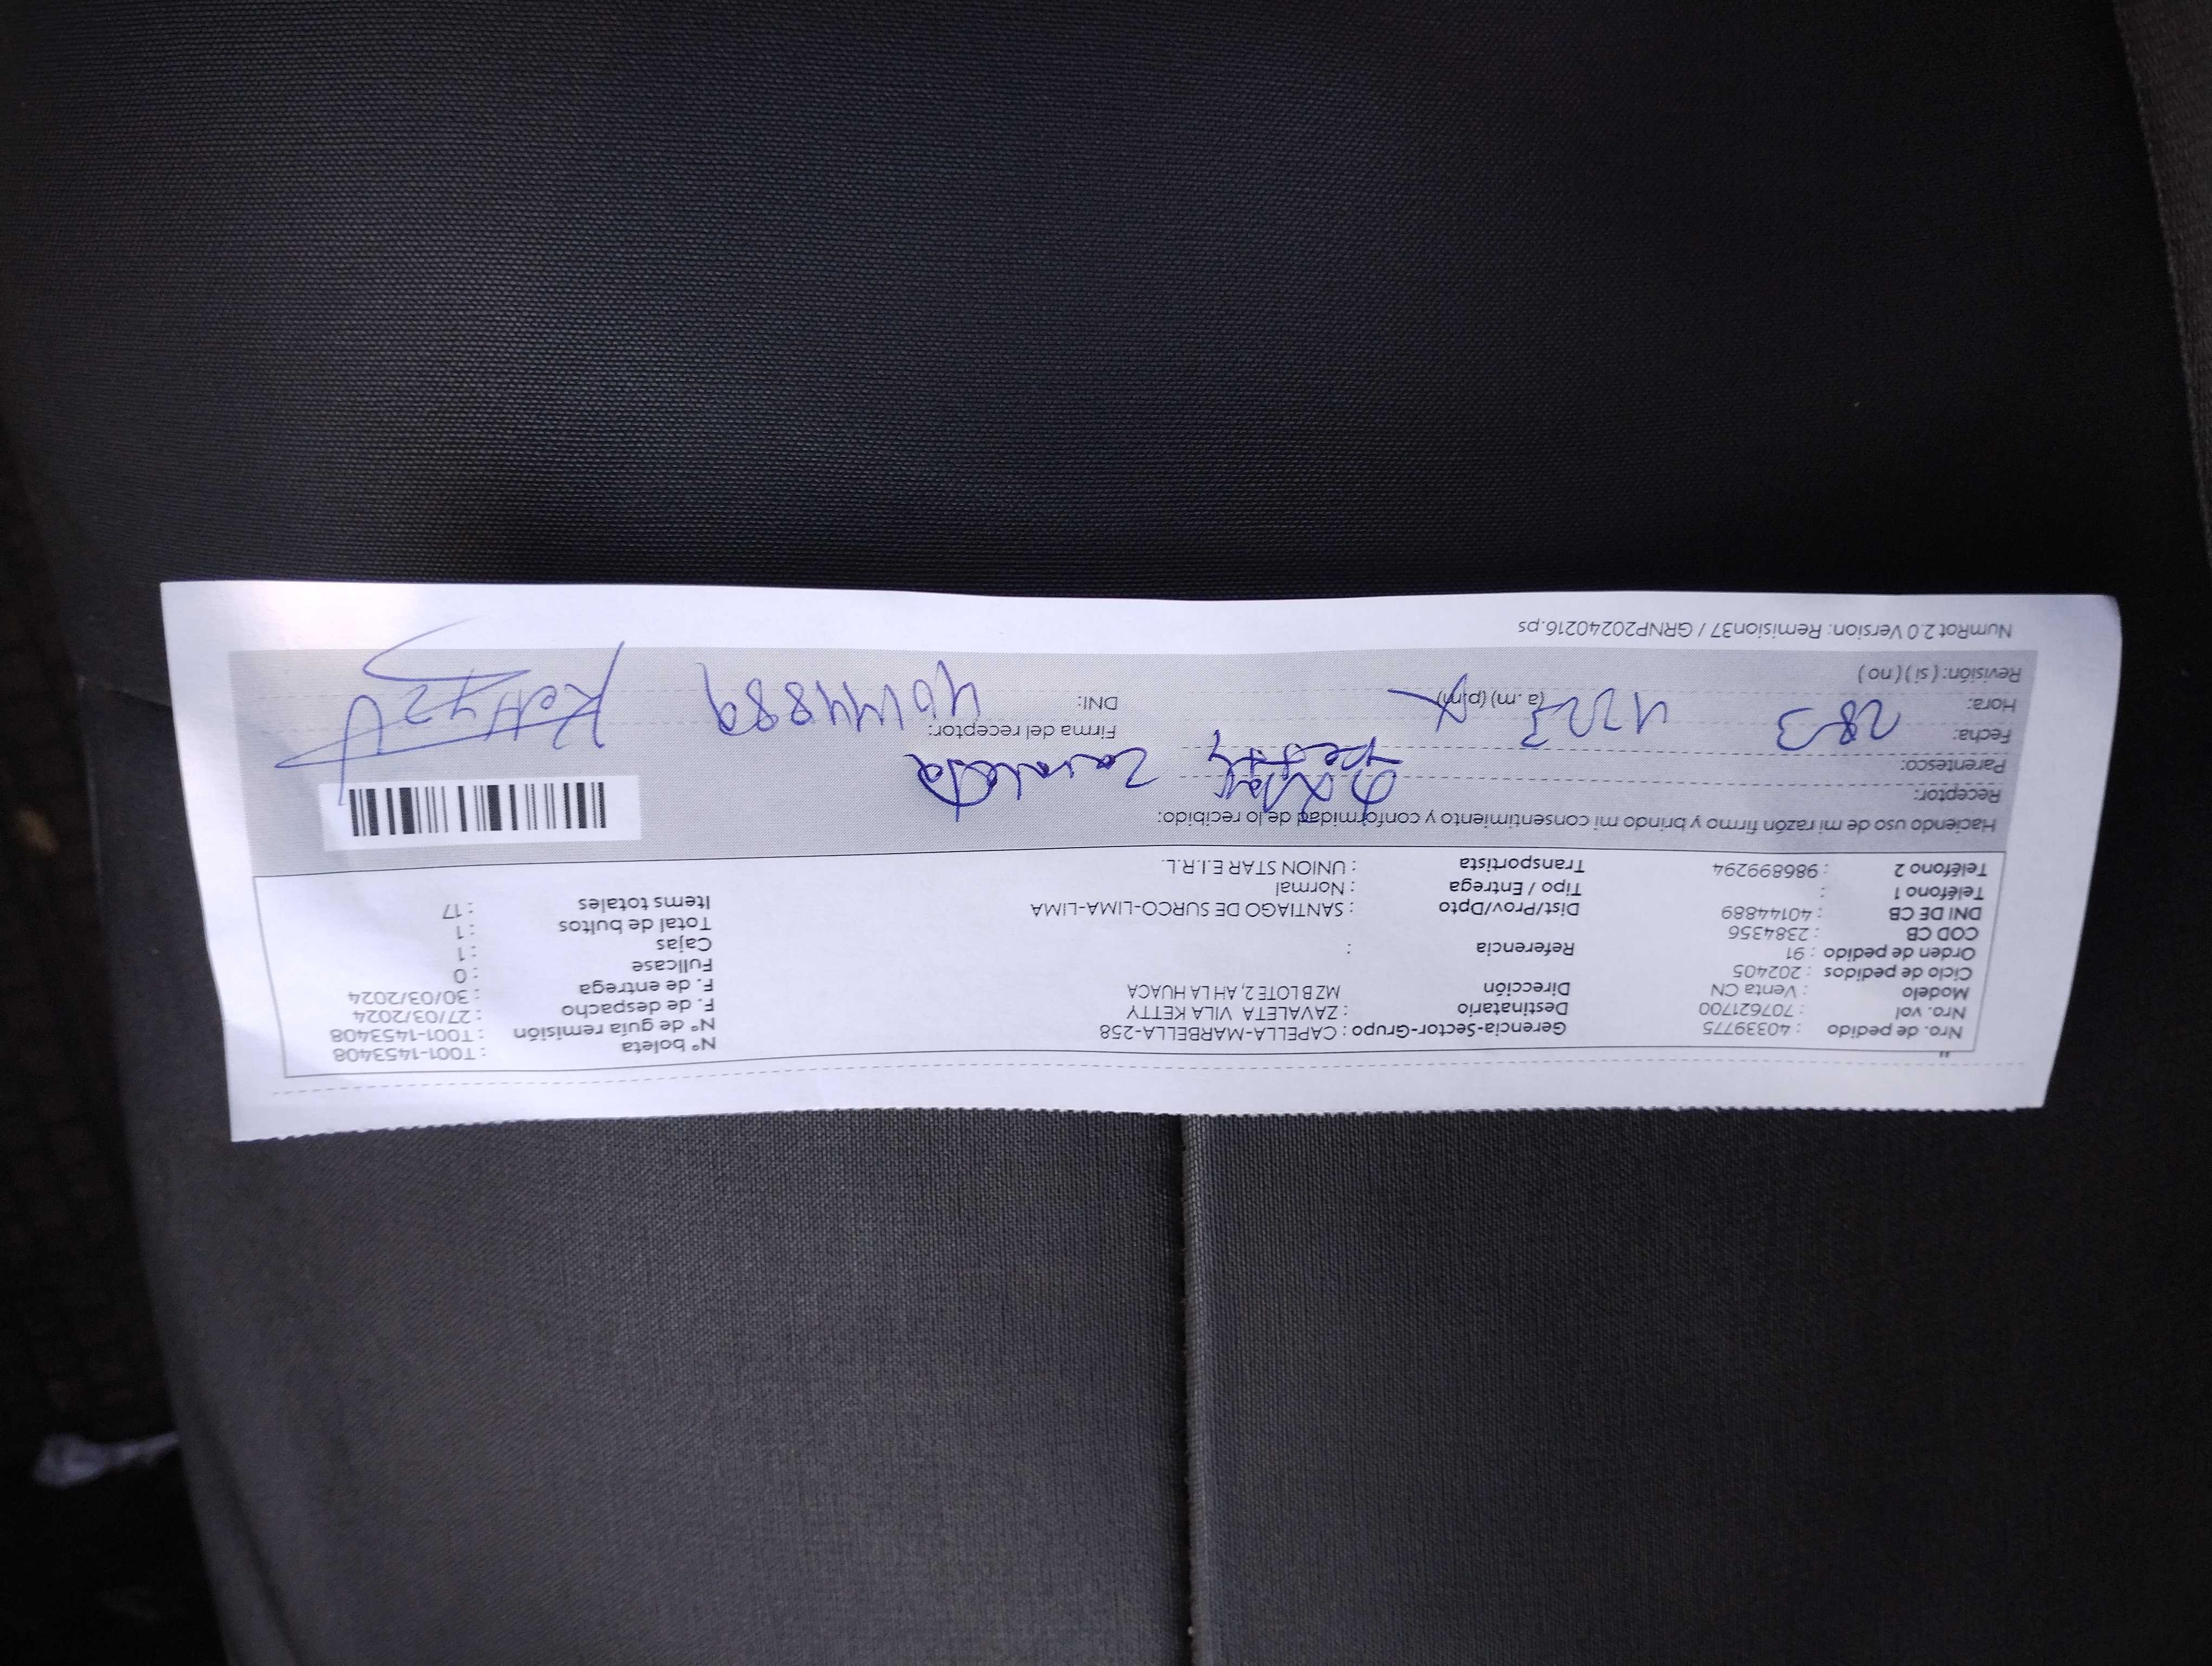 Nro. de pedido : 40339775 Gerencia-Sector-Grupo : CAPELLA-MARBELLA-258 N° boleta : T001-1453408
Nro. vol : 707621700 Destinatario : ZAVALETA VILA KETTY N° de guía remisión : T001-1453408
Modelo : Venta CN Dirección MZ B LOTE 2, AH LA HUACA F. de despacho : 27/03/2024
Ciclo de pedidos : 202405 F. de entrega : 30/03/2024
Orden de pedido : 91 Referencia : Fullcase : 0
COD CB : 2384356 Cajas : 1
DNI DE CB : 40144889 Dist/Prov/Dpto : SANTIAGO DE SURCO-LIMA-LIMA Total de bultos : 1
Teléfono 1 : Tipo / Entrega : Normal Items totales : 17
Teléfono 2 : 986899294 Transportista : UNION STAR E.I.R.L.
Haciendo uso de mi razón firmo y brindo mi consentimiento y conformidad de lo recibido:
Receptor:
Parentesco: Ketty Zavaleta
Fecha: 28-3 Firma del receptor:
Hora: (a. m) (p.m) DNI: 40144889 Ketty
Revisión: ( si ) ( no )
NumRot 2.0 Version: Remision37 / GRNP20240216.ps